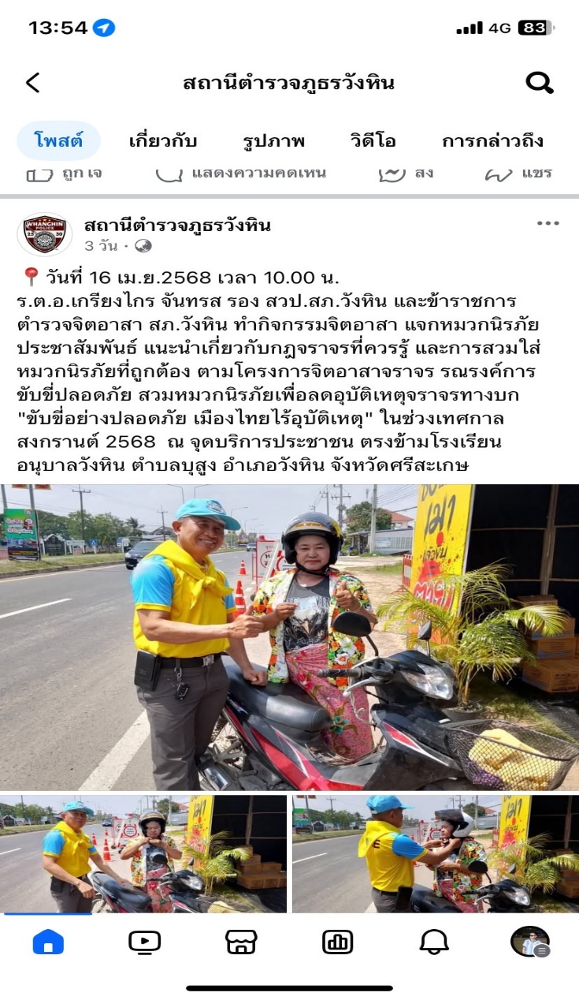 13:54
4G 83
สถานีตำรวจภูธรวังหิน
โพสต์ เกี่ยวกับ รูปภาพ วิดีโอ การกล่าวถึง
ถูกใจ แสดงความคิดเห็น ส่ง แชร์
WHANGHIN
POLICE
25 30
สถานีตำรวจภูธรวังหิน
3 วัน ·
📍 วันที่ 16 เม.ย.2568 เวลา 10.00 น.
ร.ต.อ.เกรียงไกร จันทรส รอง สวป.สภ.วังหิน และข้าราชการ
ตำรวจจิตอาสา สภ.วังหิน ทำกิจกรรมจิตอาสา แจกหมวกนิรภัย
ประชาสัมพันธ์ แนะนำเกี่ยวกับกฎจราจรที่ควรรู้ และการสวมใส่
หมวกนิรภัยที่ถูกต้อง ตามโครงการจิตอาสาจราจร รณรงค์การ
ขับขี่ปลอดภัย สวมหมวกนิรภัยเพื่อลดอุบัติเหตุจราจรทางบก
"ขับขี่อย่างปลอดภัย เมืองไทยไร้อุบัติเหตุ" ในช่วงเทศกาล
สงกรานต์ 2568 ณ จุดบริการประชาชน ตรงข้ามโรงเรียน
อนุบาลวังหิน ตำบลบุสูง อำเภอวังหิน จังหวัดศรีสะเกษ
เมา